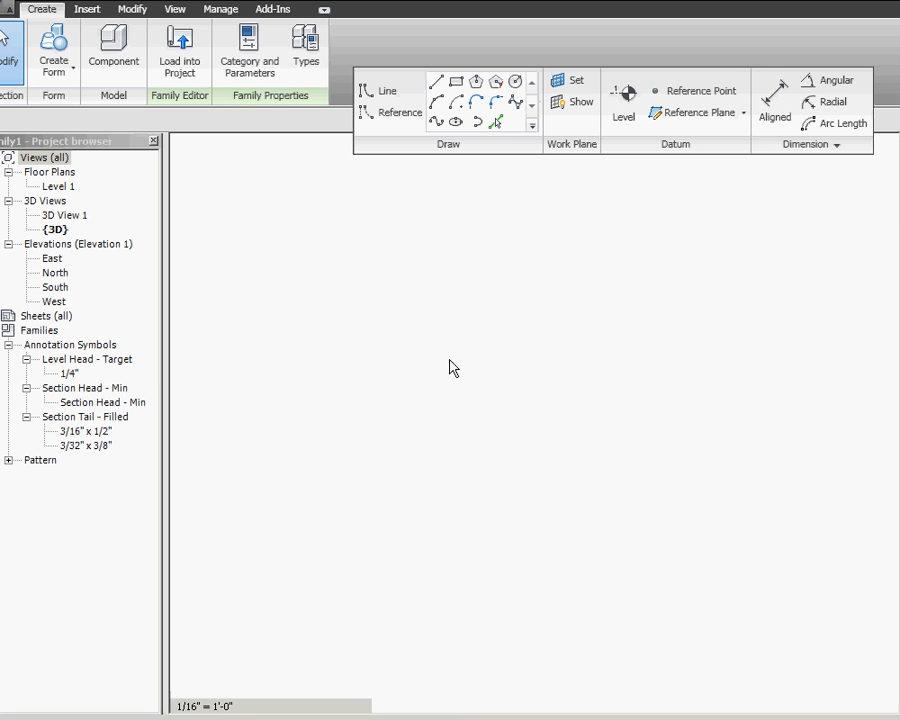 Create Insert Modify View Manage Add-Ins
odify Create Form Component Load into Project Category and Parameters Types
ection Form Model Family Editor Family Properties
Line
Reference
Draw
Set
Show
Work Plane
Level
Reference Point
Reference Plane
Datum
Aligned
Angular
Radial
Arc Length
Dimension
mily1 - Project browser
Views (all)
Floor Plans
Level 1
3D Views
3D View 1
{3D}
Elevations (Elevation 1)
East
North
South
West
Sheets (all)
Families
Annotation Symbols
Level Head - Target
1/4"
Section Head - Min
Section Head - Min
Section Tail - Filled
3/16" x 1/2"
3/32" x 3/8"
Pattern
1/16" = 1'-0"